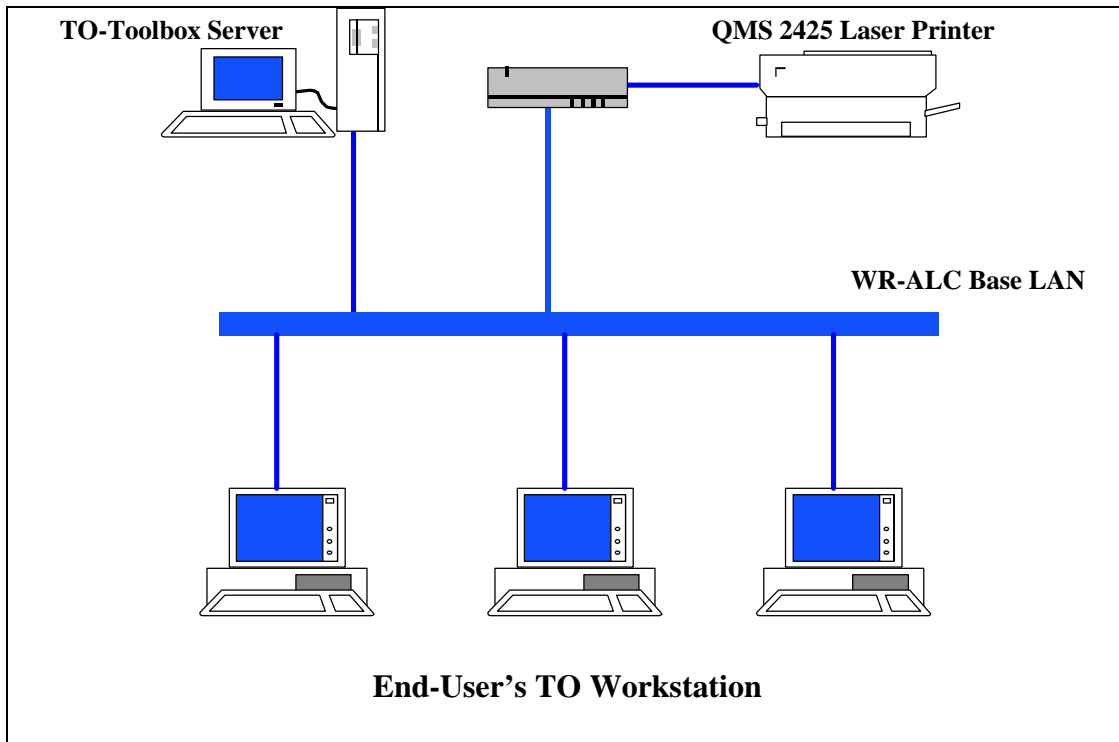 TO-Toolbox Server
QMS 2425 Laser Printer
WR-ALC Base LAN
End-User’s TO Workstation